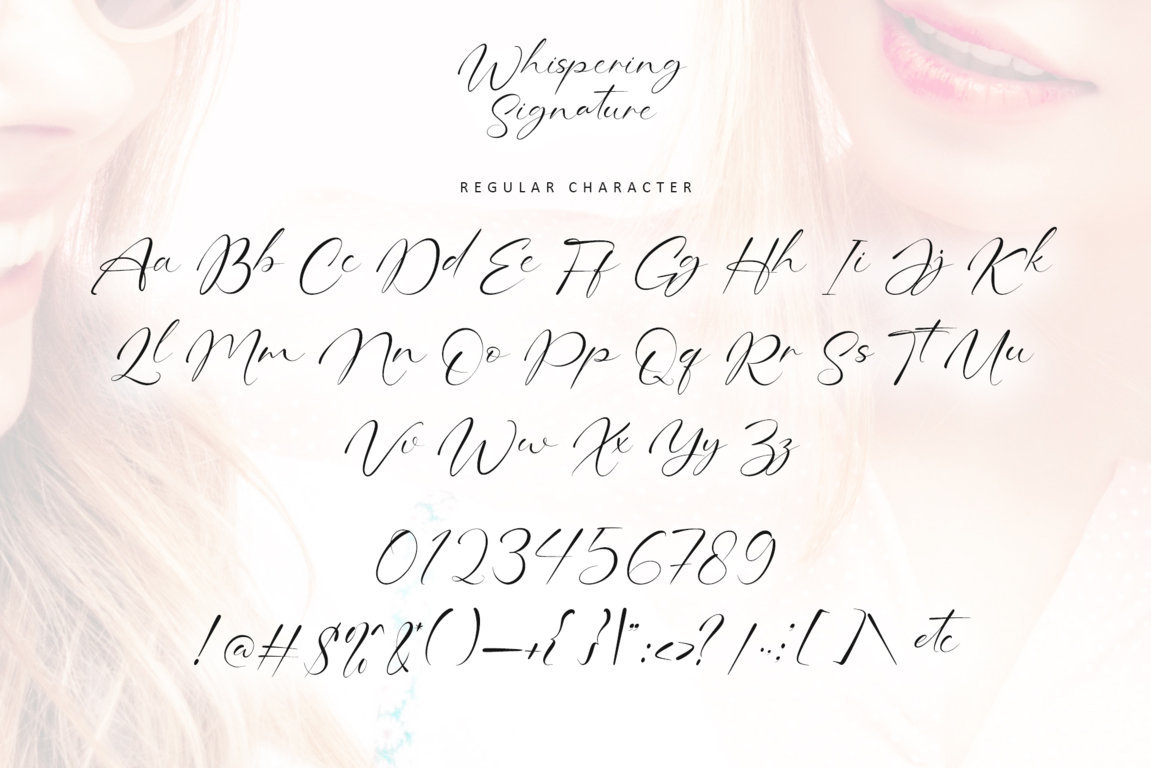 Whispering
Signature
REGULAR CHARACTER
Aa Bb Cc Dd Ee Ff Gg Hh Ii Jj Kk
Ll Mm Nn Oo Pp Qq Rr Ss Tt Uu
Vv Ww Xx Yy Zz
0123456789
!@#$%^&*()—+{}|":<>?/..;[]\ etc